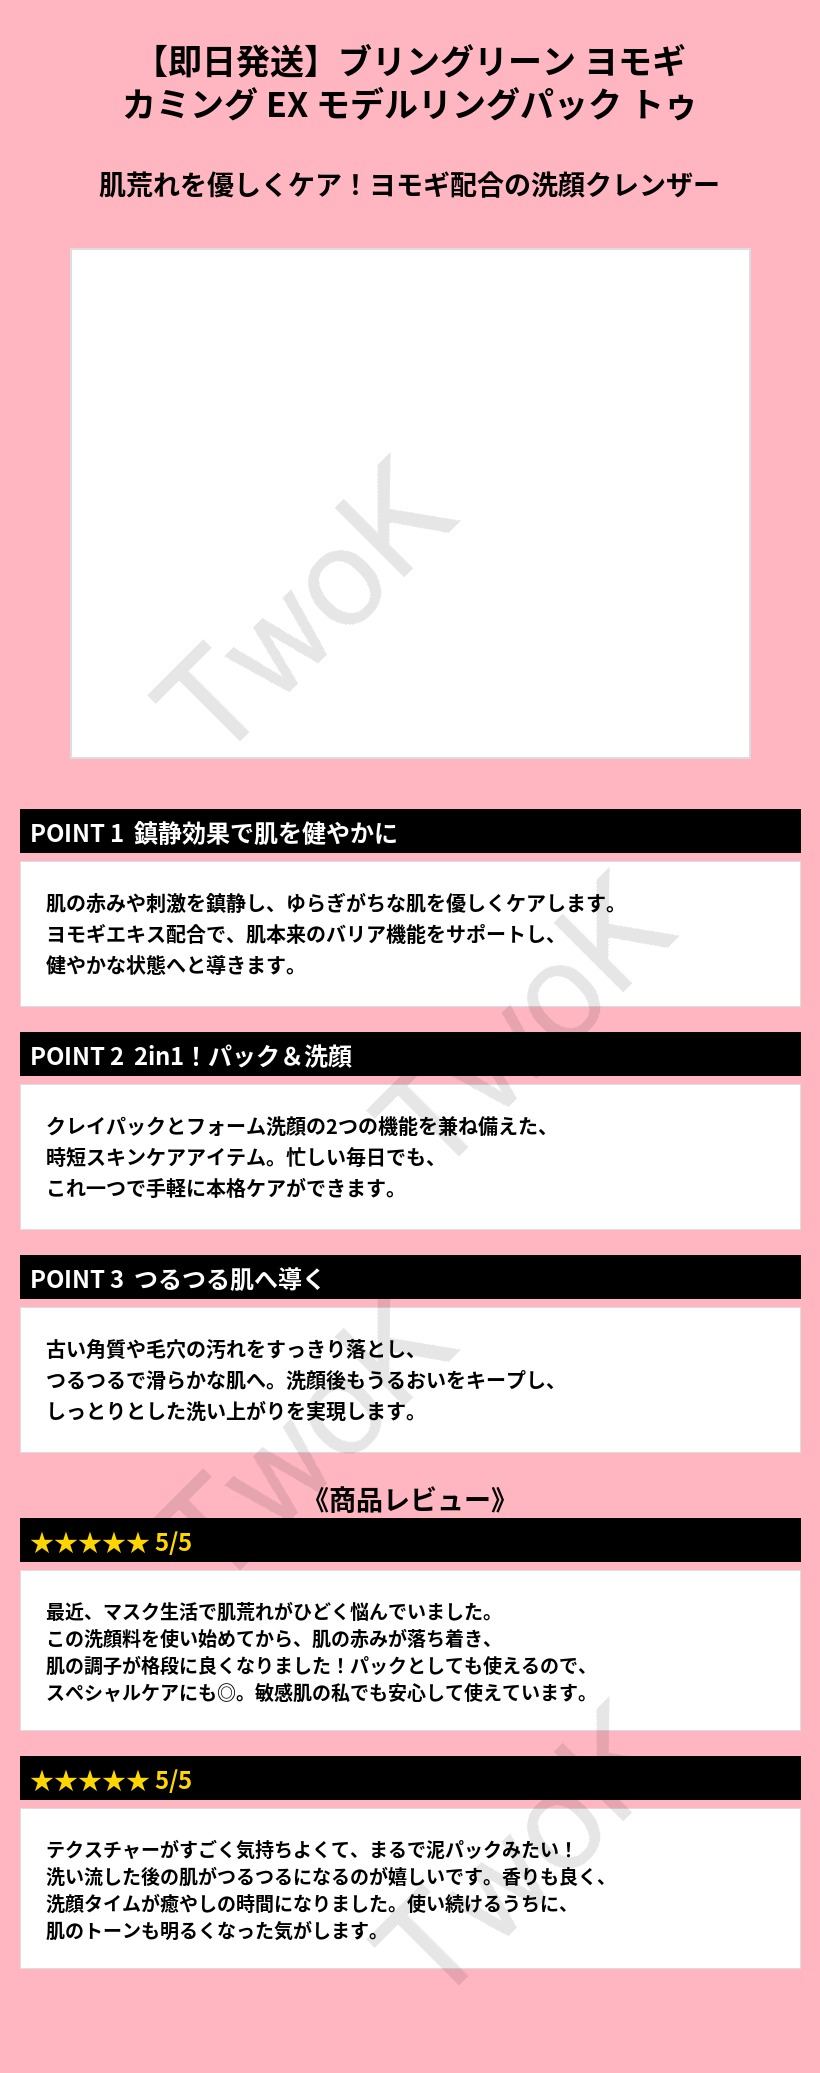 【即日発送】ブリングリーン ヨモギ
カミング EX モデルリングパック トゥ
肌荒れを優しくケア！ヨモギ配合の洗顔クレンザー
TwoK
POINT 1 鎮静効果で肌を健やかに
肌の赤みや刺激を鎮静し、ゆらぎがちな肌を優しくケアします。
ヨモギエキス配合で、肌本来のバリア機能をサポートし、
健やかな状態へと導きます。
TwoK
POINT 2 2in1！パック＆洗顔
クレイパックとフォーム洗顔の2つの機能を兼ね備えた、
時短スキンケアアイテム。忙しい毎日でも、
これ一つで手軽に本格ケアができます。
POINT 3 つるつる肌へ導く
古い角質や毛穴の汚れをすっきり落とし、
つるつるで滑らかな肌へ。洗顔後もうるおいをキープし、
しっとりとした洗い上がりを実現します。
TwoK
《商品レビュー》
★★★★★ 5/5
最近、マスク生活で肌荒れがひどく悩んでいました。
この洗顔料を使い始めてから、肌の赤みが落ち着き、
肌の調子が格段に良くなりました！パックとしても使えるので、
スペシャルケアにも◎。敏感肌の私でも安心して使えています。
★★★★★ 5/5
テクスチャーがすごく気持ちよくて、まるで泥パックみたい！
洗い流した後の肌がつるつるになるのが嬉しいです。香りも良く、
洗顔タイムが癒やしの時間になりました。使い続けるうちに、
肌のトーンも明るくなった気がします。
TwoK